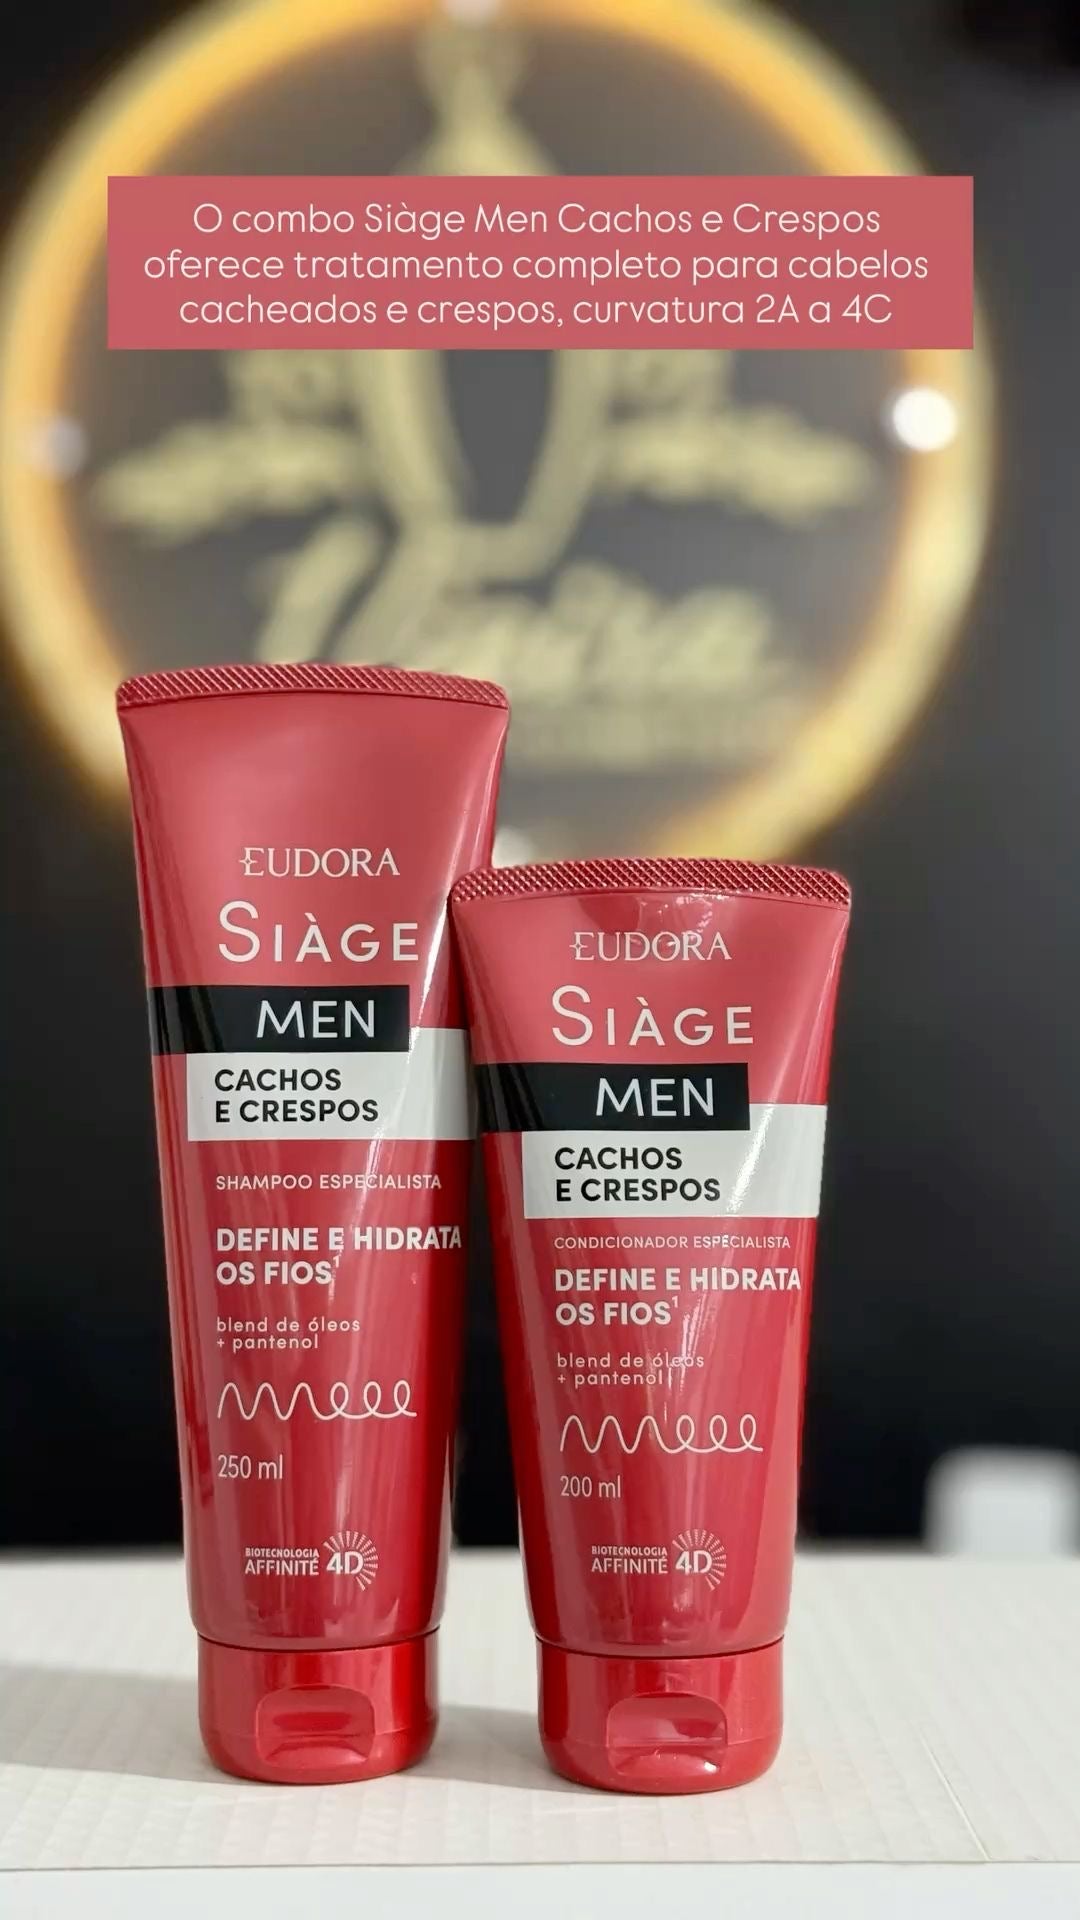 O combo Siàge Men Cachos e Crespos
oferece tratamento completo para cabelos
cacheados e crespos, curvatura 2A a 4C
EUDORA
SIÀGE
MEN
CACHOS
E CRESPOS
SHAMPOO ESPECIALISTA
DEFINE E HIDRATA
OS FIOS¹
blend de óleos
+ pantenol
250 ml
BIOTECNOLOGIA
AFFINITÉ 4D
EUDORA
SIÀGE
MEN
CACHOS
E CRESPOS
CONDICIONADOR ESPECIALISTA
DEFINE E HIDRATA
OS FIOS¹
blend de óleos
+ pantenol
200 ml
BIOTECNOLOGIA
AFFINITÉ 4D